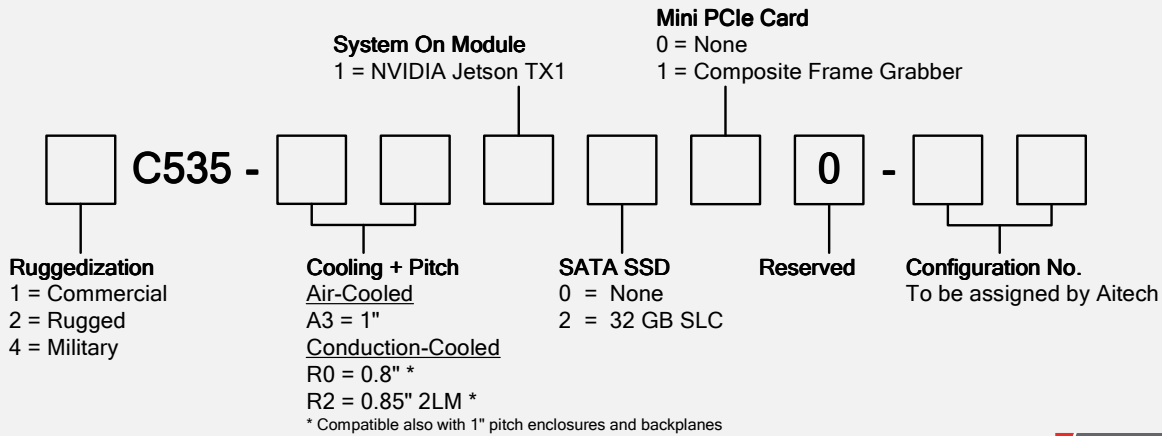 Mini PCIe Card
0 = None
1 = Composite Frame Grabber
System On Module
1 = NVIDIA Jetson TX1
C535 - 0 -
Ruggedization
1 = Commercial
2 = Rugged
4 = Military
Cooling + Pitch
Air-Cooled
A3 = 1"
Conduction-Cooled
R0 = 0.8" *
R2 = 0.85" 2LM *
* Compatible also with 1" pitch enclosures and backplanes
SATA SSD
0 = None
2 = 32 GB SLC
Reserved
Configuration No.
To be assigned by Aitech